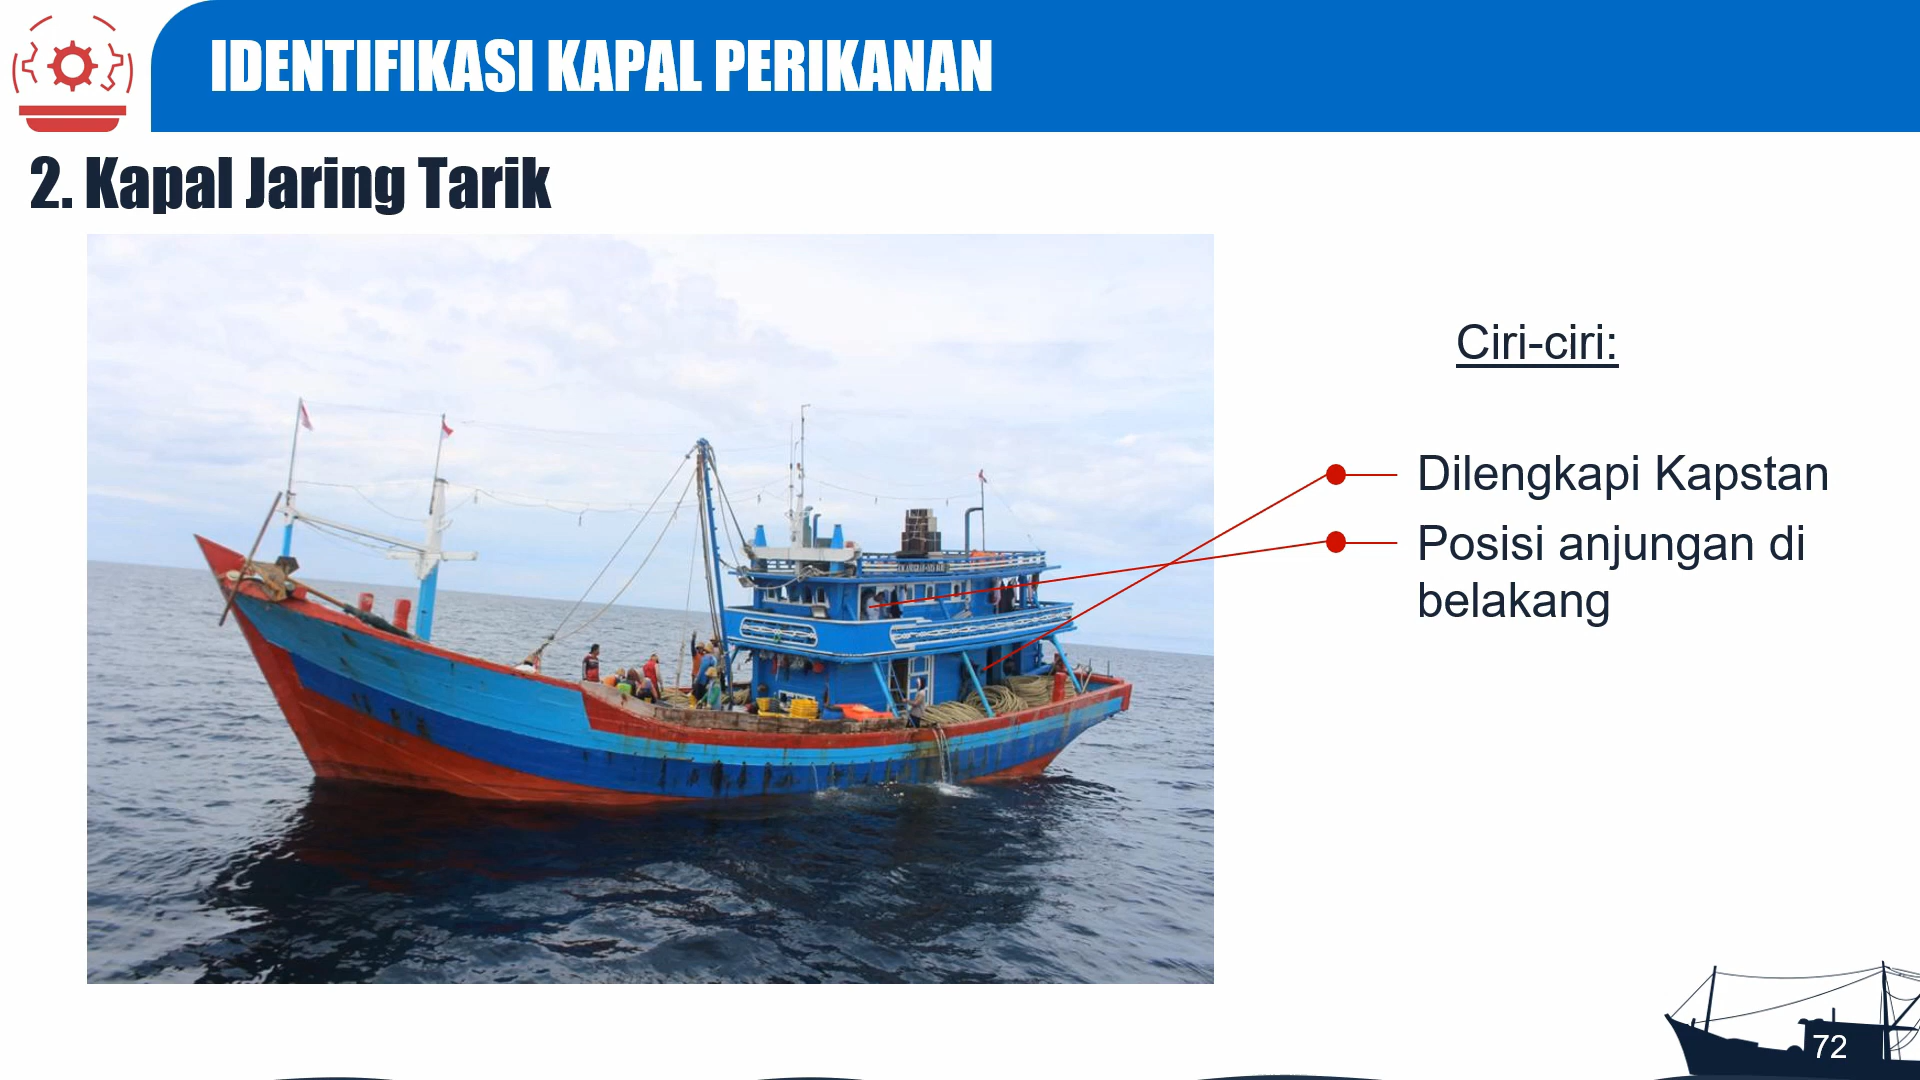 IDENTIFIKASI KAPAL PERIKANAN
2. Kapal Jaring Tarik
Ciri-ciri:
Dilengkapi Kapstan
Posisi anjungan di
belakang
72